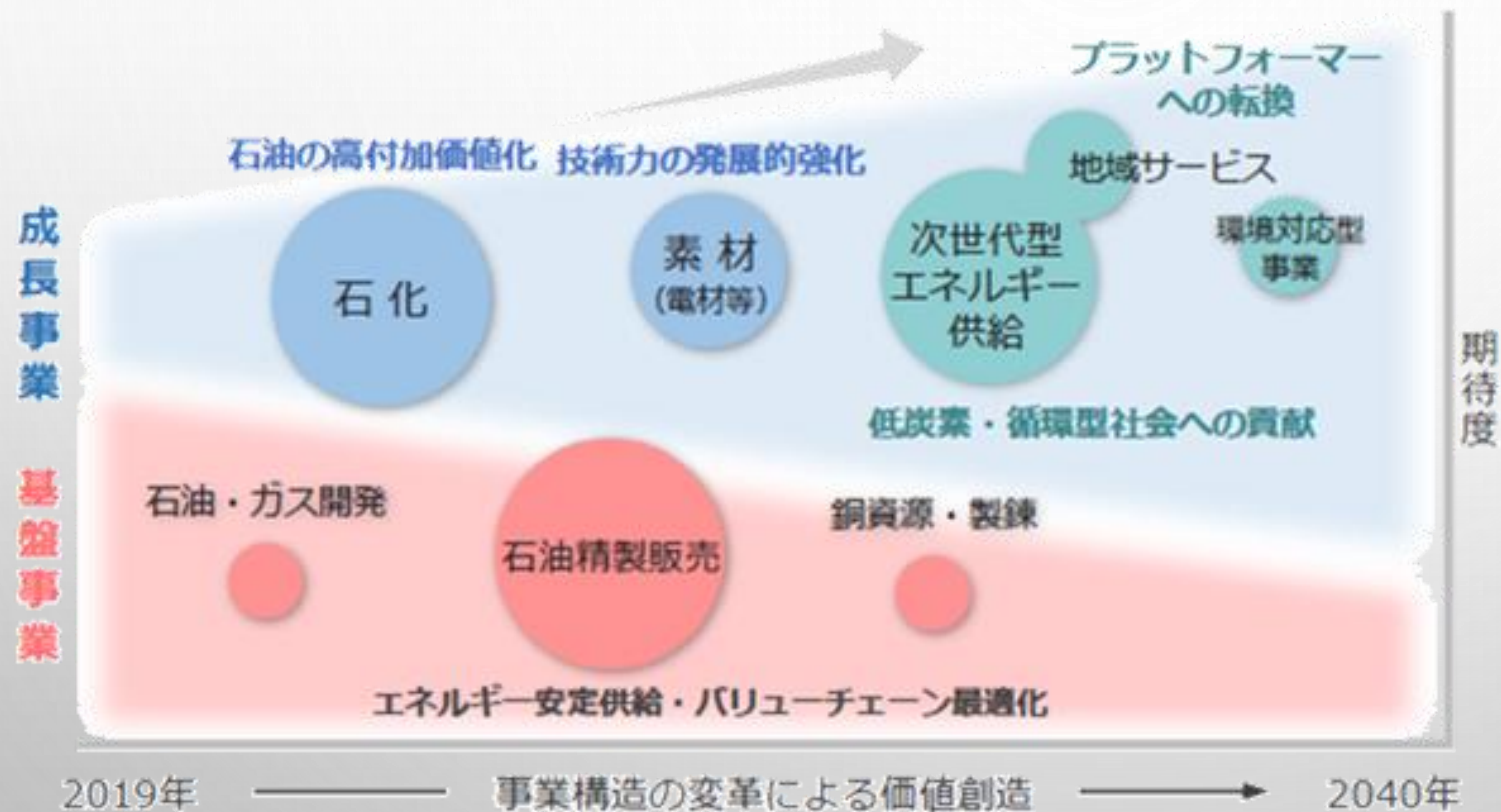 プラットフォーマー
への転換
石油の高付加価値化
技術力の発展的強化
地域サービス
成長事業
石化
素材
(電材等)
次世代型
エネルギー
供給
環境対応型
事業
期待度
低炭素・循環型社会への貢献
基盤事業
石油・ガス開発
石油精製販売
銅資源・製錬
エネルギー安定供給・バリューチェーン最適化
2019年
事業構造の変革による価値創造
2040年